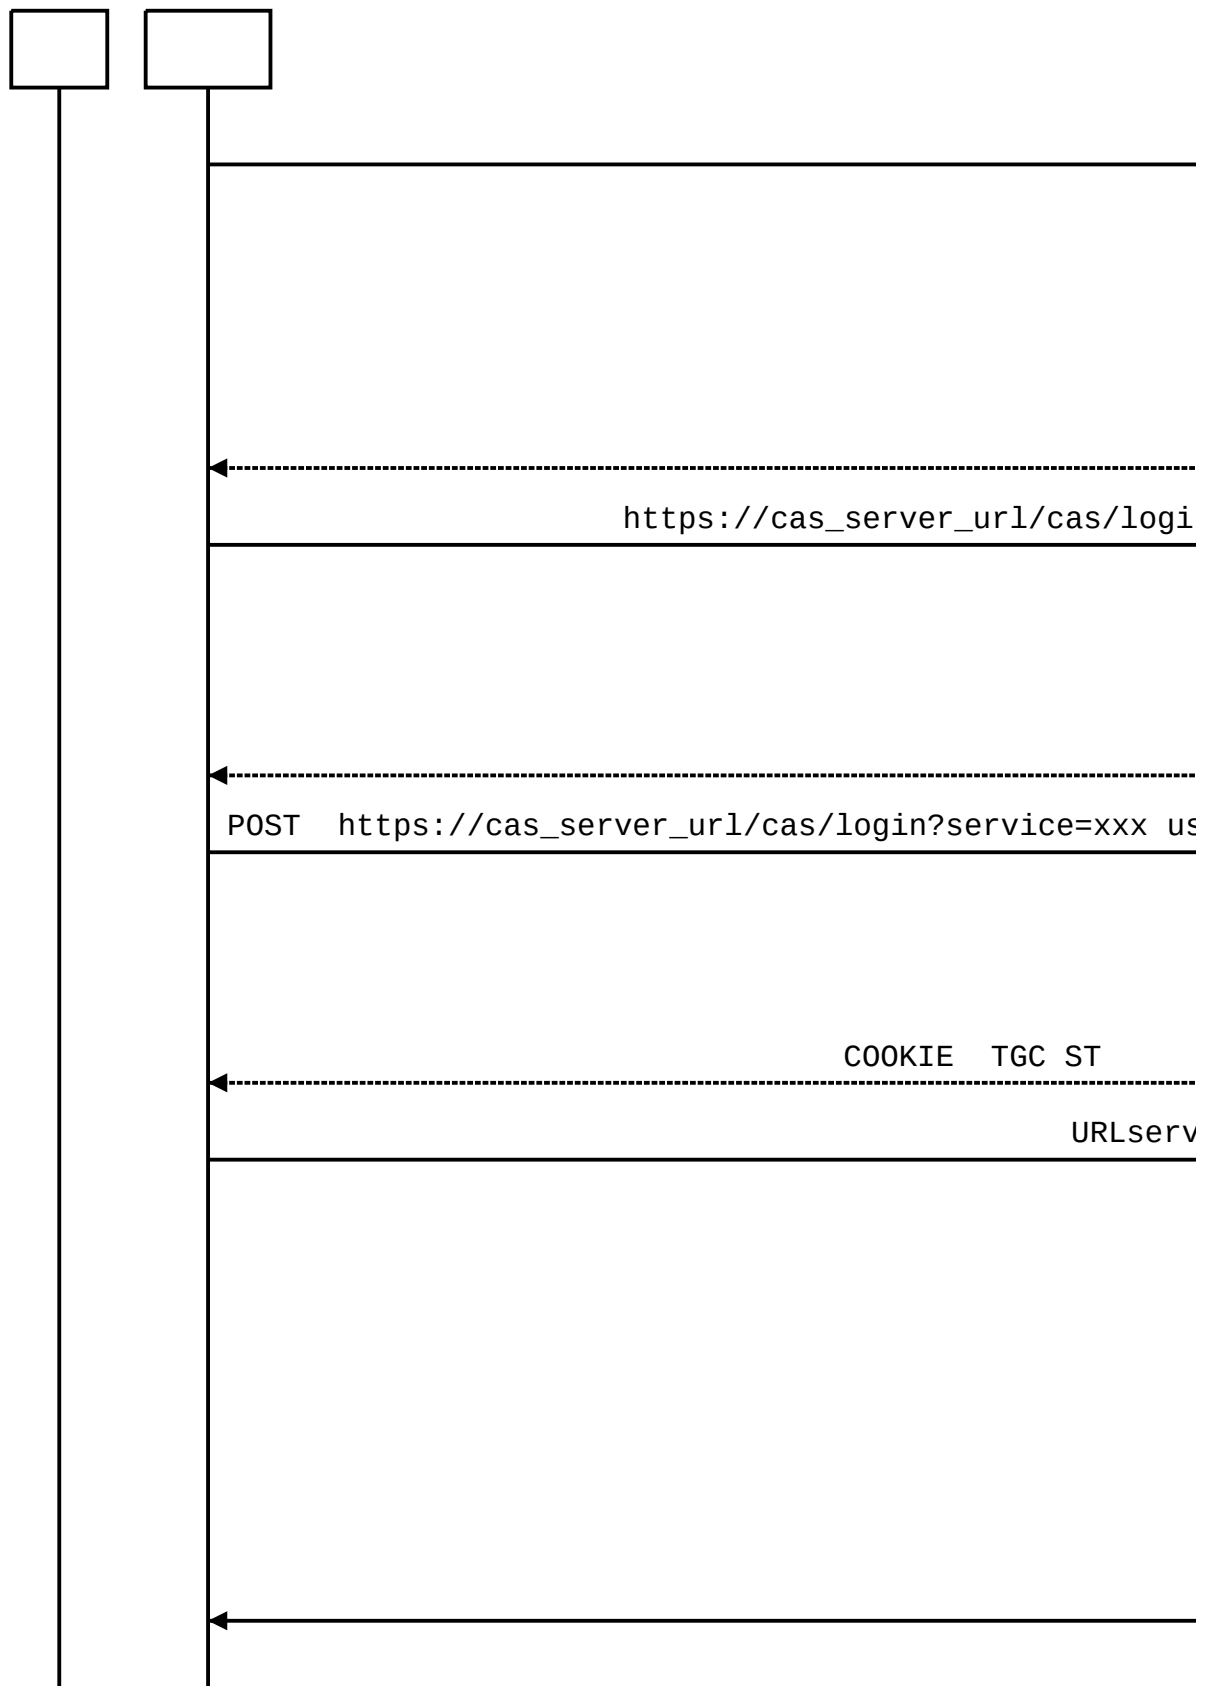 https://cas_server_url/cas/logi
POST  https://cas_server_url/cas/login?service=xxx us
COOKIE  TGC ST
URLserv